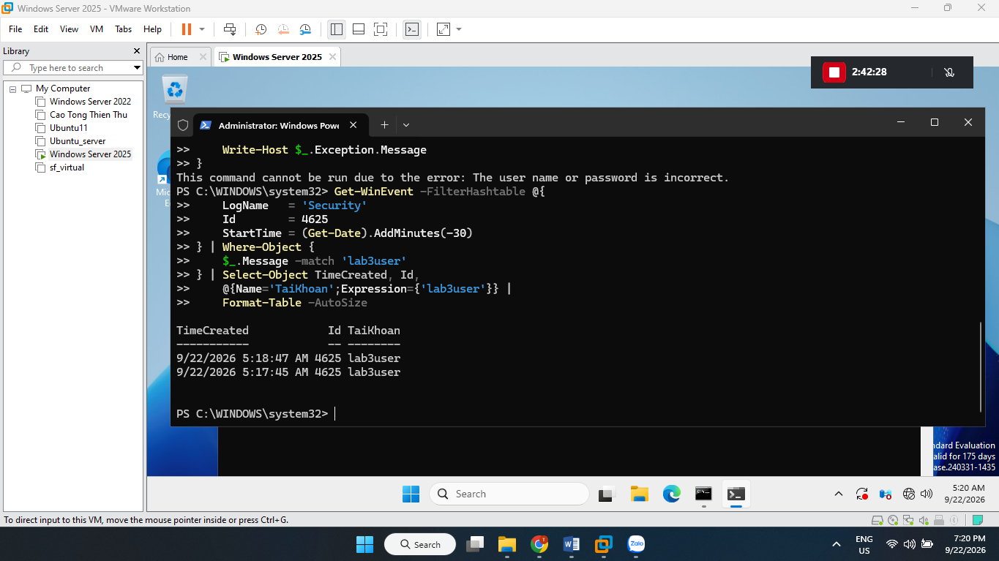 Windows Server 2025 - VMware Workstation
File Edit View VM Tabs Help
Library
Type here to search
My Computer
Windows Server 2022
Cao Tong Thien Thu
Ubuntu11
Ubuntu_server
Windows Server 2025
sf_virtual
Home
Windows Server 2025
2:42:28
Recy
Mic
E
Administrator: Windows Powe
>>     Write-Host $_.Exception.Message
>> }
This command cannot be run due to the error: The user name or password is incorrect.
PS C:\WINDOWS\system32> Get-WinEvent -FilterHashtable @{
>>     LogName   = 'Security'
>>     Id        = 4625
>>     StartTime = (Get-Date).AddMinutes(-30)
>> } | Where-Object {
>>     $_.Message -match 'lab3user'
>> } | Select-Object TimeCreated, Id,
>>     @{Name='TaiKhoan';Expression={'lab3user'}} |
>>     Format-Table -AutoSize
TimeCreated            Id TaiKhoan
-----------            -- --------
9/22/2026 5:18:47 AM 4625 lab3user
9/22/2026 5:17:45 AM 4625 lab3user
PS C:\WINDOWS\system32>
ndard Evaluation
alid for 175 days
ase.240331-1435
Search
5:20 AM
9/22/2026
To direct input to this VM, move the mouse pointer inside or press Ctrl+G.
Search
Zalo
ENG
US
7:20 PM
9/22/2026